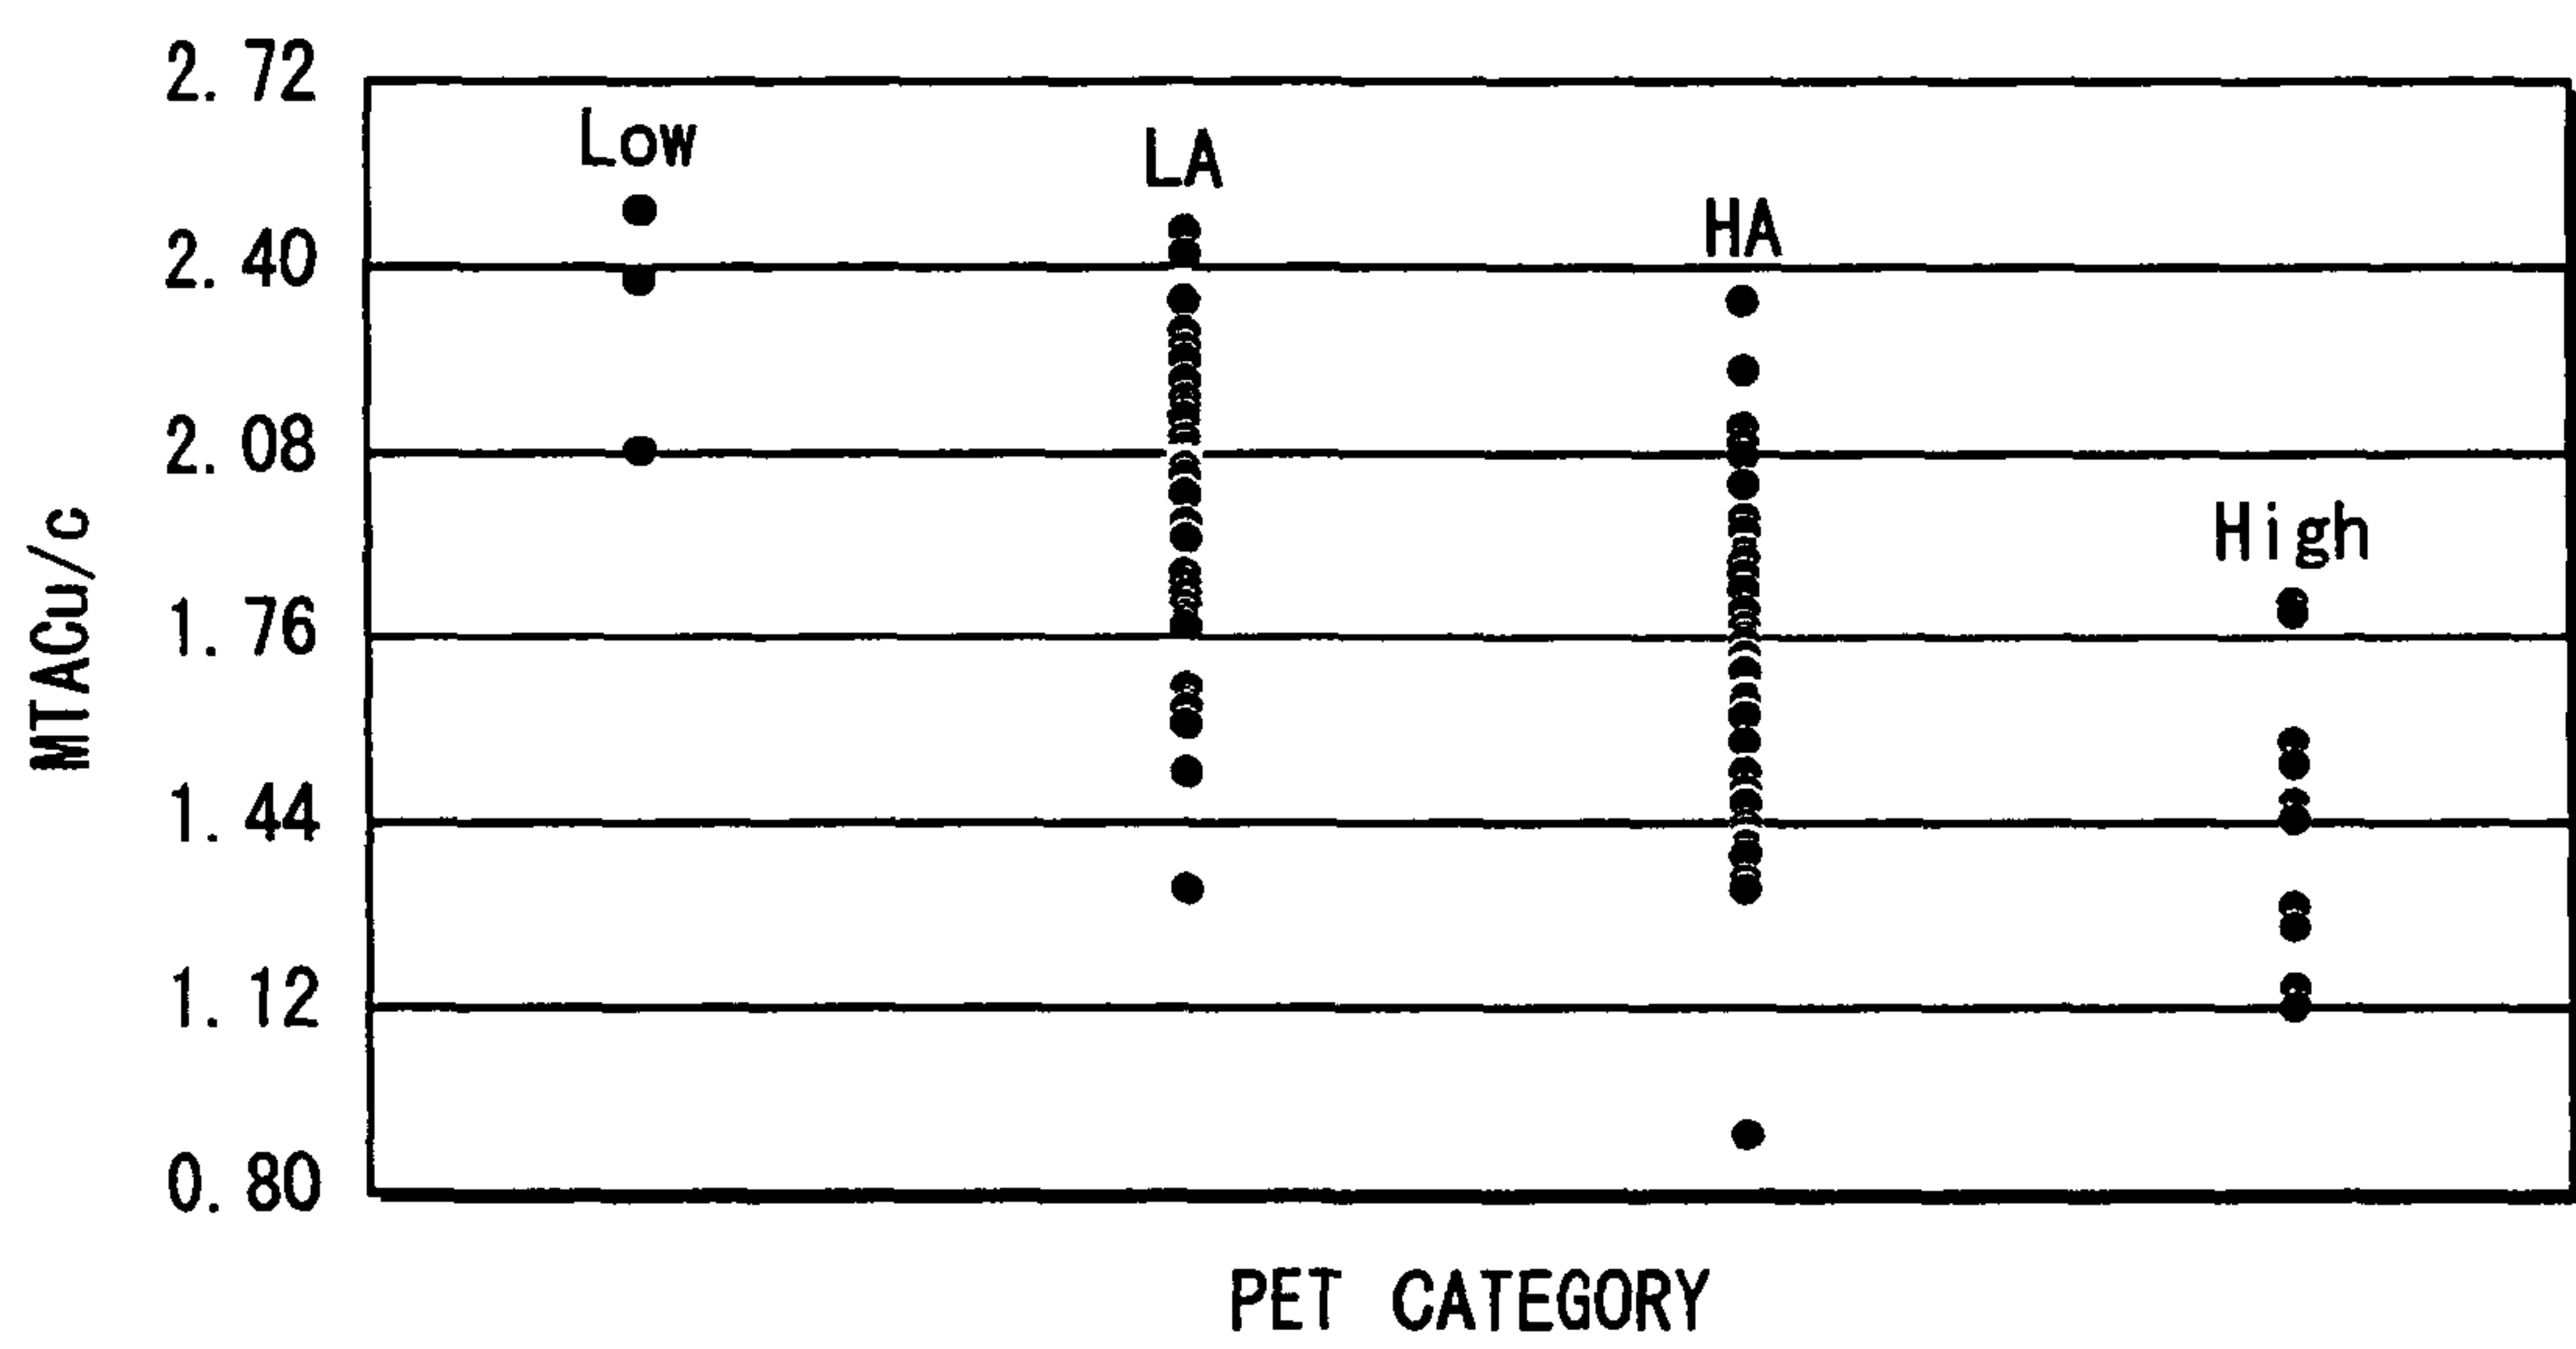 2.72
Low
LA
HA
2.40
2.08
High
MTACu/c
1.76
1.44
1.12
0.80
PET CATEGORY